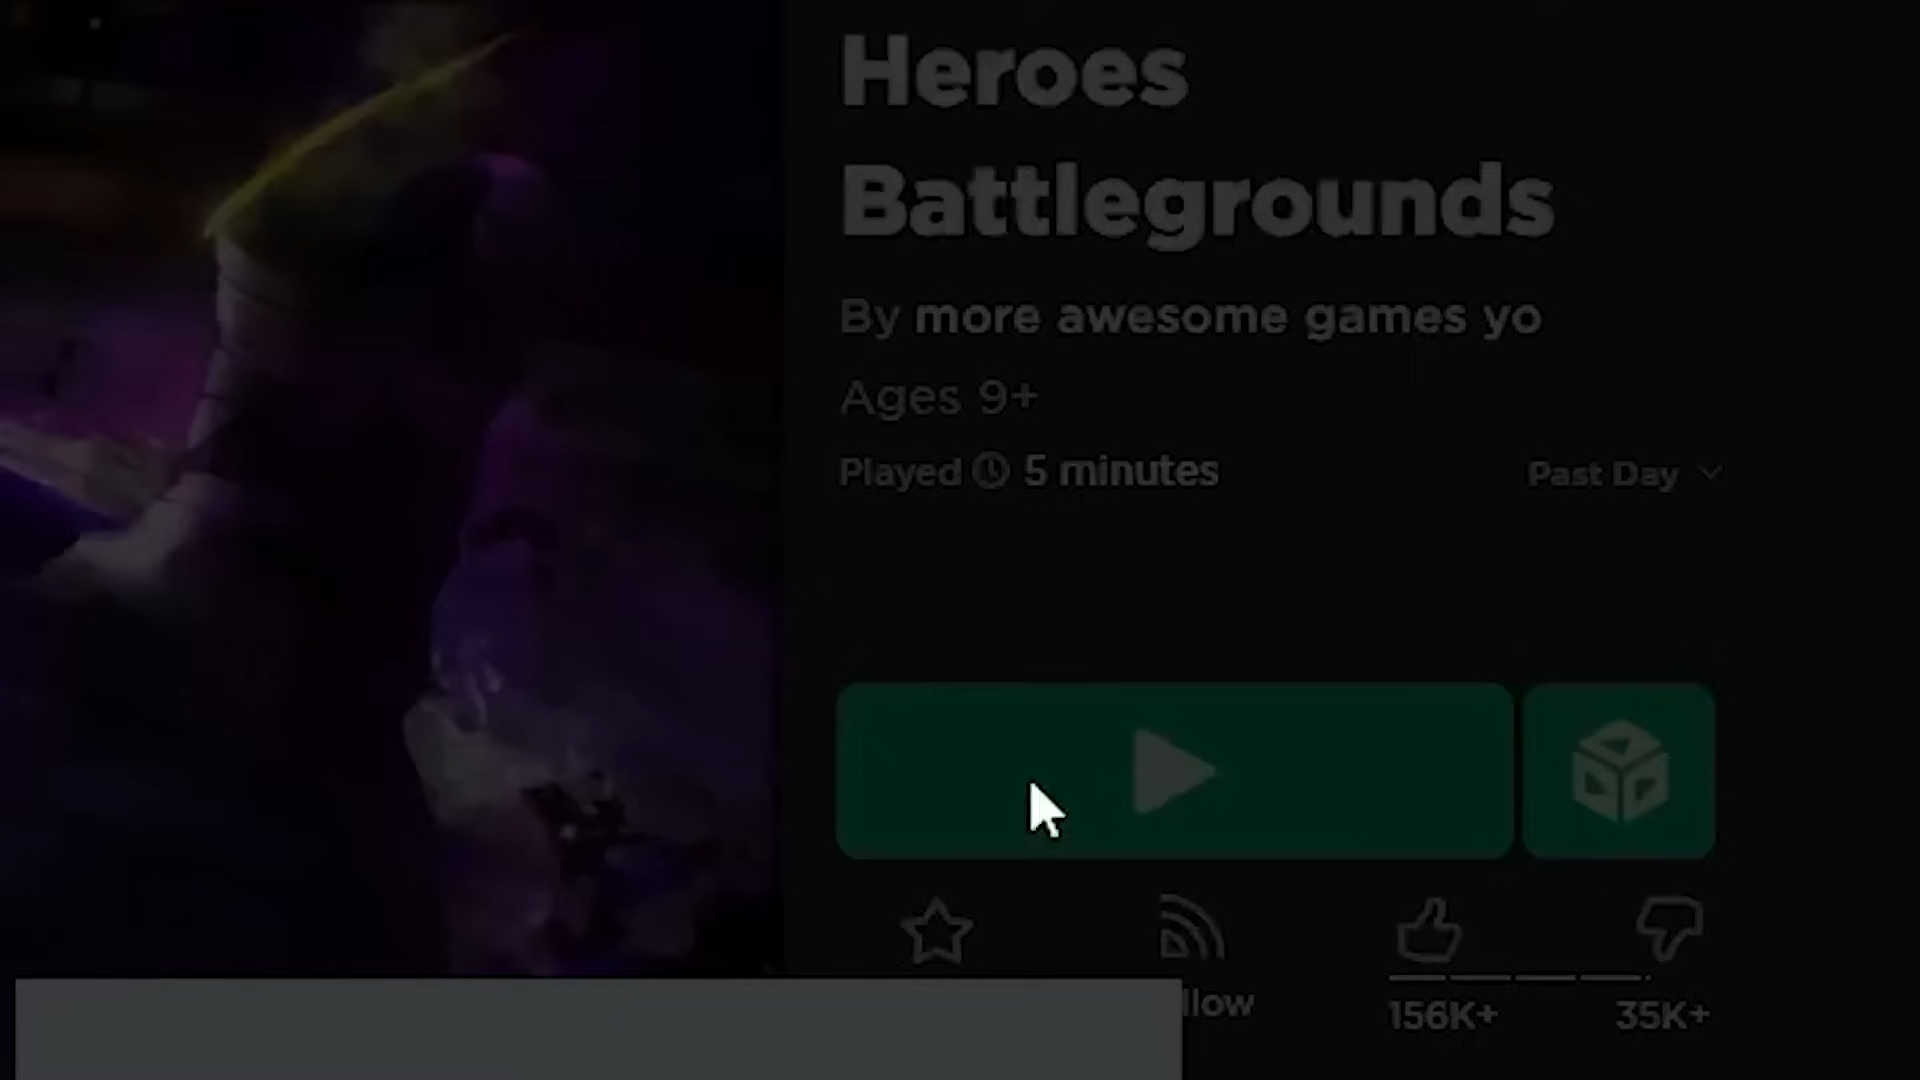 Heroes
Battlegrounds
By more awesome games yo
Ages 9+
Played 5 minutes
Past Day
llow
156K+
35K+